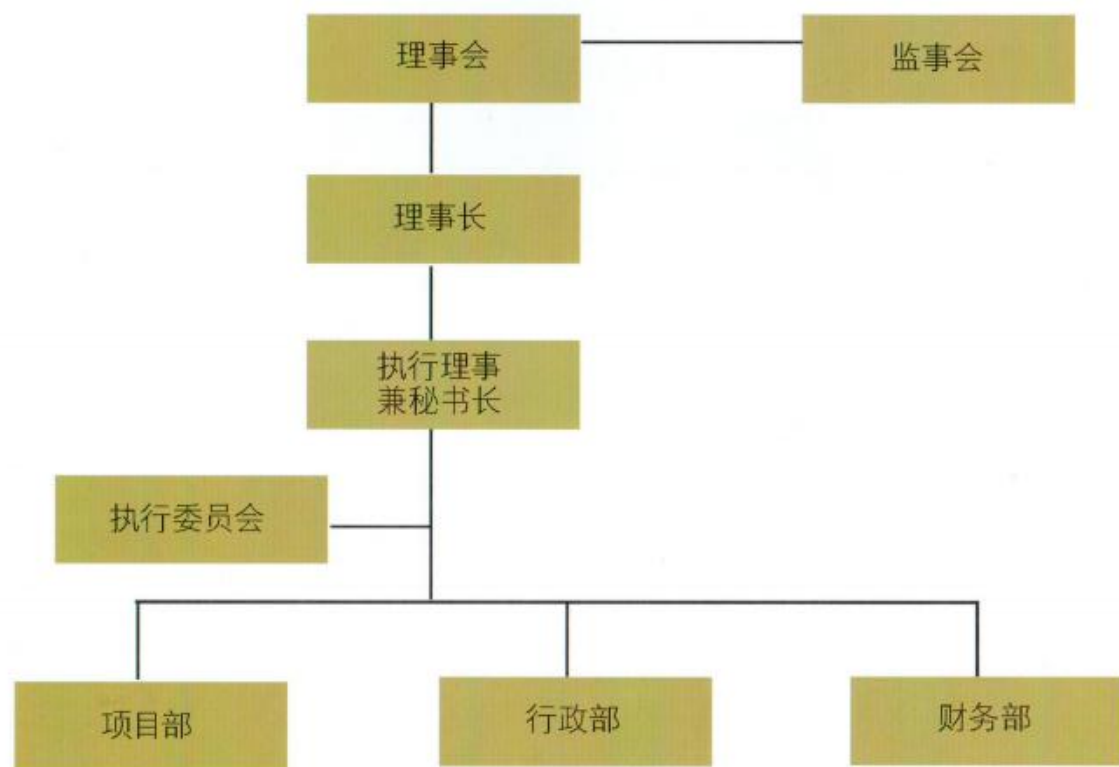 理事会
监事会
理事长
执行理事
兼秘书长
执行委员会
项目部
行政部
财务部